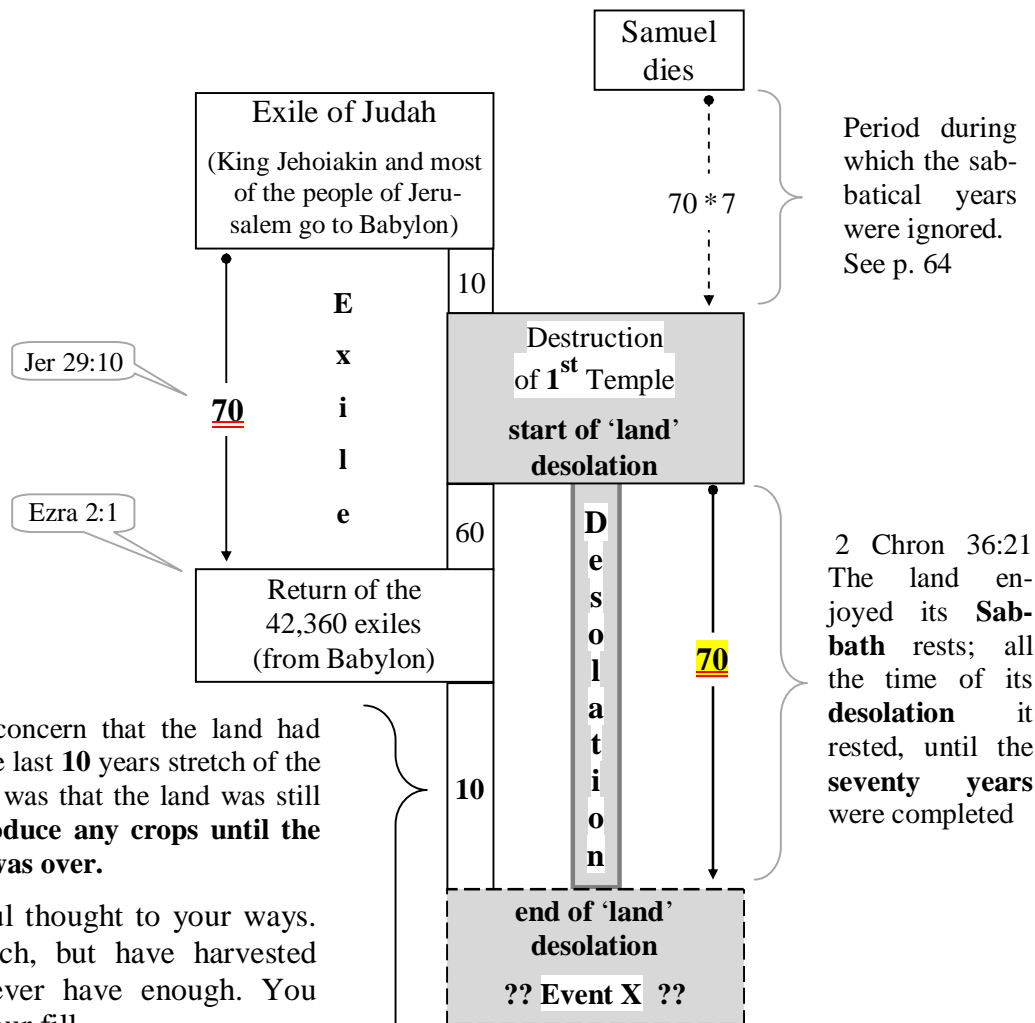 Samuel
dies
Exile of Judah
(King Jehoiakin and most
of the people of Jeru-
salem go to Babylon)
70 * 7
Period during
which the sab-
batical years
were ignored.
See p. 64
10
E
x
i
l
e
Jer 29:10
70
Destruction
of 1st Temple
start of ‘land’
desolation
Ezra 2:1
60
Return of the
42,360 exiles
(from Babylon)
D
e
s
o
l
a
t
i
o
n
70
2 Chron 36:21
The land en-
joyed its Sab-
bath rests; all
the time of its
desolation it
rested, until the
seventy years
were completed
concern that the land had
last 10 years stretch of the
was that the land was still
any crops until the
was over.
10
thought to your ways.
but have harvested
have enough. You
end of ‘land’
desolation
?? Event X ??